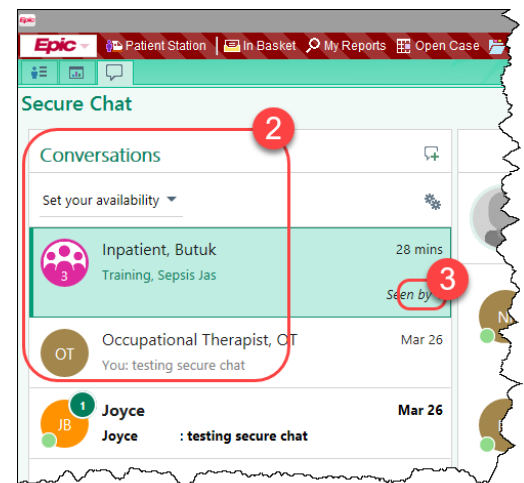 Epic
Epic Patient Station In Basket My Reports Open Case
Secure Chat
2
Conversations
Set your availability
Inpatient, Butuk 28 mins
3 Training, Sepsis Jas
3
Seen by
Occupational Therapist, OT Mar 26
OT
You: testing secure chat
1
Joyce Mar 26
JB
Joyce : testing secure chat